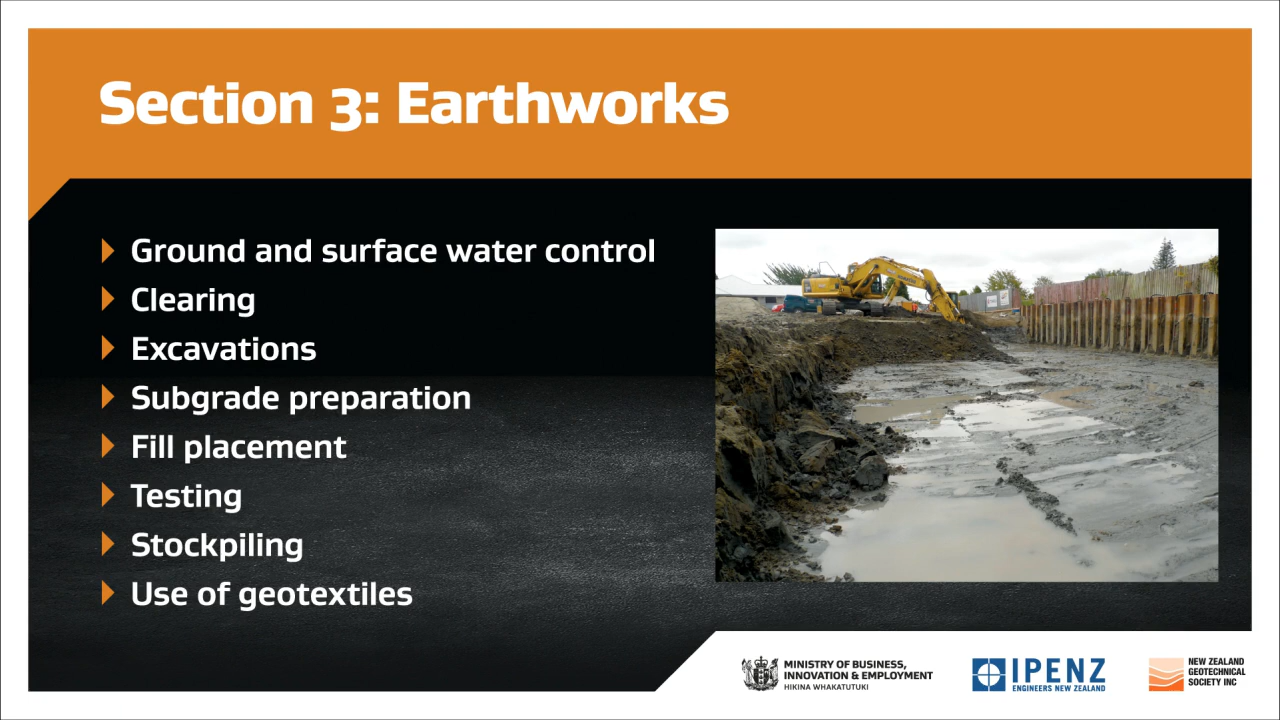 Section 3: Earthworks
Ground and surface water control
Clearing
Excavations
Subgrade preparation
Fill placement
Testing
Stockpiling
Use of geotextiles
MINISTRY OF BUSINESS,
INNOVATION & EMPLOYMENT
HIKINA WHAKATUTUKI
IPENZ
ENGINEERS NEW ZEALAND
NEW ZEALAND
GEOTECHNICAL
SOCIETY INC